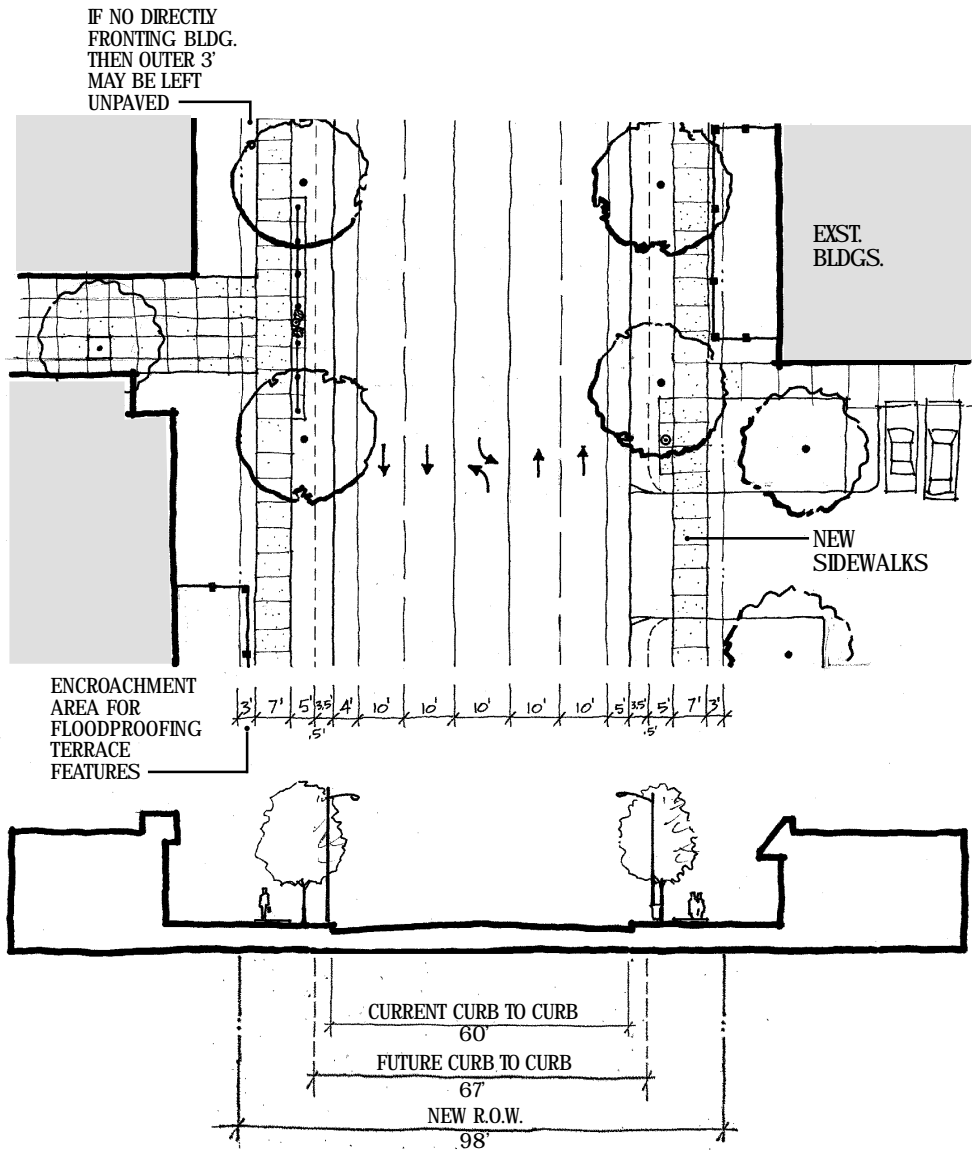 IF NO DIRECTLY
FRONTING BLDG.
THEN OUTER 3'
MAY BE LEFT
UNPAVED
EXST.
BLDGS.
NEW
SIDEWALKS
ENCROACHMENT
AREA FOR
FLOODPROOFING
TERRACE
FEATURES
3' 7' 5' 3.5' 4' 10' 10' 10' 10' 10' .5' 3.5' 5' 7' 3'
.5' .5'
CURRENT CURB TO CURB
60'
FUTURE CURB TO CURB
67'
NEW R.O.W.
98'